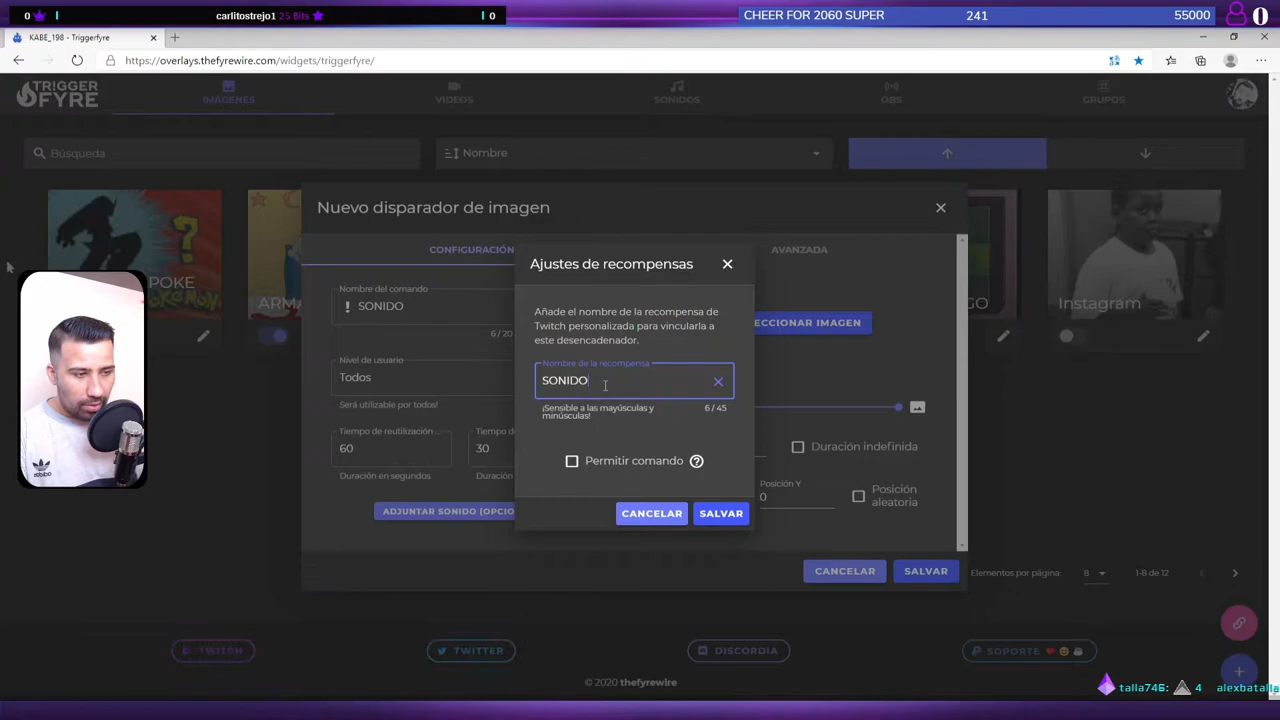 0
carlitostrejo1 25 Bits
0
CHEER FOR 2060 SUPER 241 55000
0
KABE_198 - Triggerfyre
https://overlays.thefyrewire.com/widgets/triggerfyre/
TRIGGER
FYRE
IMÁGENES
VIDEOS
SONIDOS
OBS
GRUPOS
Búsqueda
Nombre
Nuevo disparador de imagen
CONFIGURACIÓN
AVANZADA
POKE
ARMA
GO
Instagram
Nombre del comando
SONIDO
6 / 20
ECCIONAR IMAGEN
Nivel de usuario
Todos
Será utilizable por todos!
Tiempo de reutilización ...
60
Duración en segundos
Tiempo de
30
Duración
Duración indefinida
Posición Y
0
Posición
aleatoria
ADJUNTAR SONIDO (OPCIO
Ajustes de recompensas
Añade el nombre de la recompensa de
Twitch personalizada para vincularla a
este desencadenador.
Nombre de la recompensa
SONIDO
¡Sensible a las mayúsculas y
minúsculas!
6 / 45
Permitir comando
CANCELAR
SALVAR
CANCELAR
SALVAR
Elementos por página: 8 1-8 de 12
TWITCH
TWITTER
DISCORDIA
SOPORTE
© 2020 thefyrewire
talla746: 4 alexbatalla